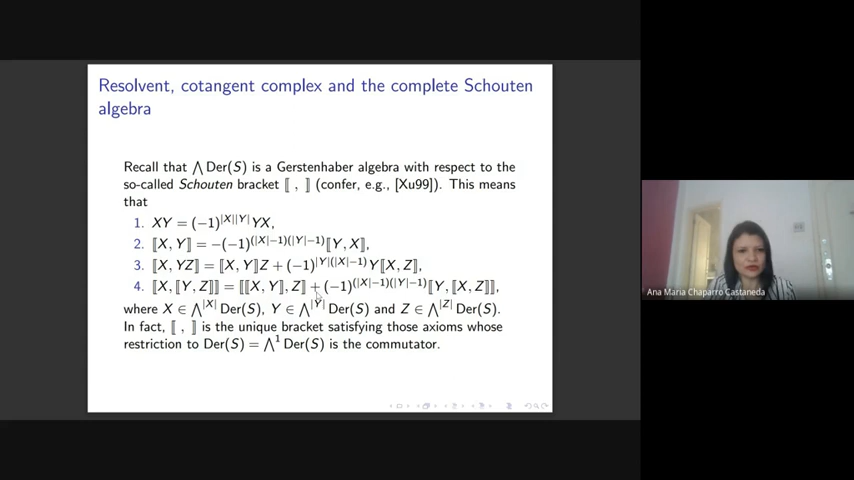 Resolvent, cotangent complex and the complete Schouten
algebra
Recall that ⋀ Der(S) is a Gerstenhaber algebra with respect to the
so-called Schouten bracket ⟦ , ⟧ (confer, e.g., [Xu99]). This means
that
1. XY = (−1)^{|X||Y|}YX,
2. ⟦X, Y⟧ = −(−1)^{(|X|−1)(|Y|−1)}⟦Y, X⟧,
3. ⟦X, YZ⟧ = ⟦X, Y⟧Z + (−1)^{|Y|(|X|−1)}Y⟦X, Z⟧,
4. ⟦X, ⟦Y, Z⟧⟧ = ⟦⟦X, Y⟧, Z⟧ + (−1)^{(|X|−1)(|Y|−1)}⟦Y, ⟦X, Z⟧⟧,
where X ∈ ⋀^{|X|} Der(S), Y ∈ ⋀^{|Y|} Der(S) and Z ∈ ⋀^{|Z|} Der(S).
In fact, ⟦ , ⟧ is the unique bracket satisfying those axioms whose
restriction to Der(S) = ⋀^1 Der(S) is the commutator.
Ana Maria Chaparro Castaneda